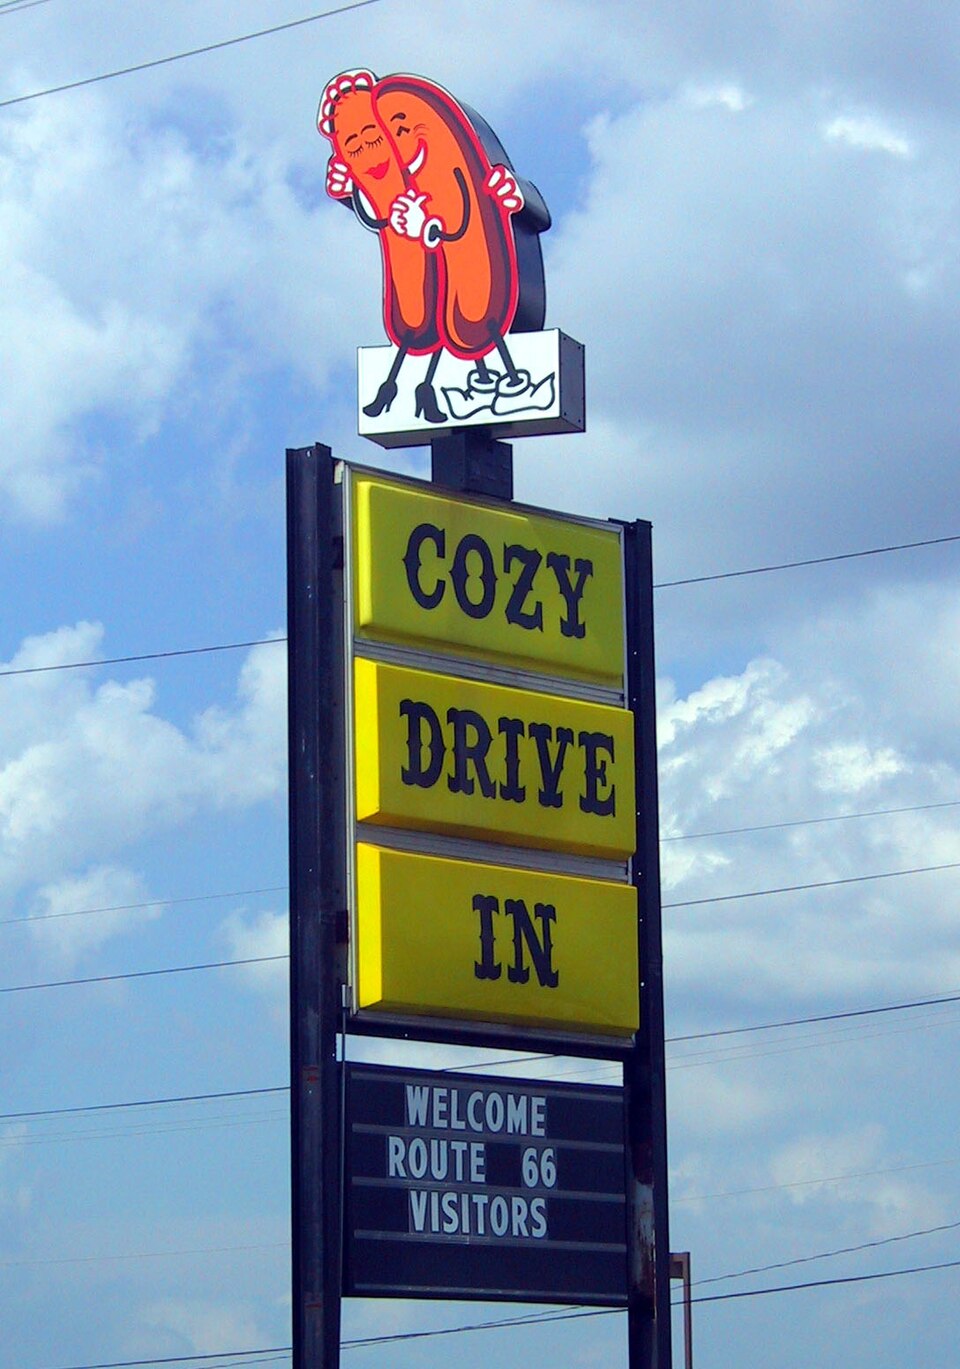 COZY
DRIVE
IN
WELCOME
ROUTE 66
VISITORS